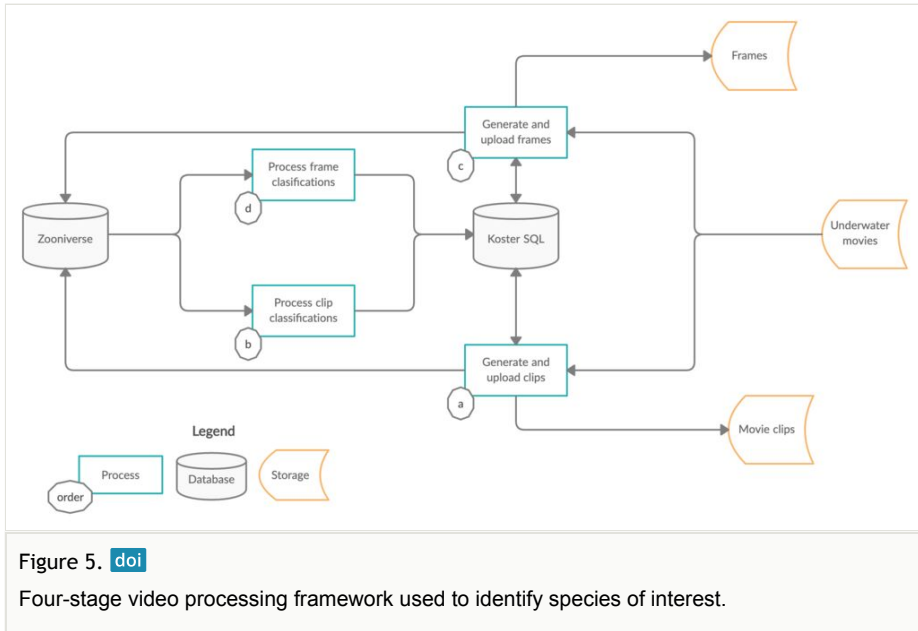 Frames
Generate and
upload frames
c
Process frame
clasifications
d
Underwater
movies
Zooniverse
Koster SQL
Process clip
classifications
b
Generate and
upload clips
a
Movie clips
Legend
Process
order
Database
Storage
Figure 5. doi
Four-stage video processing framework used to identify species of interest.